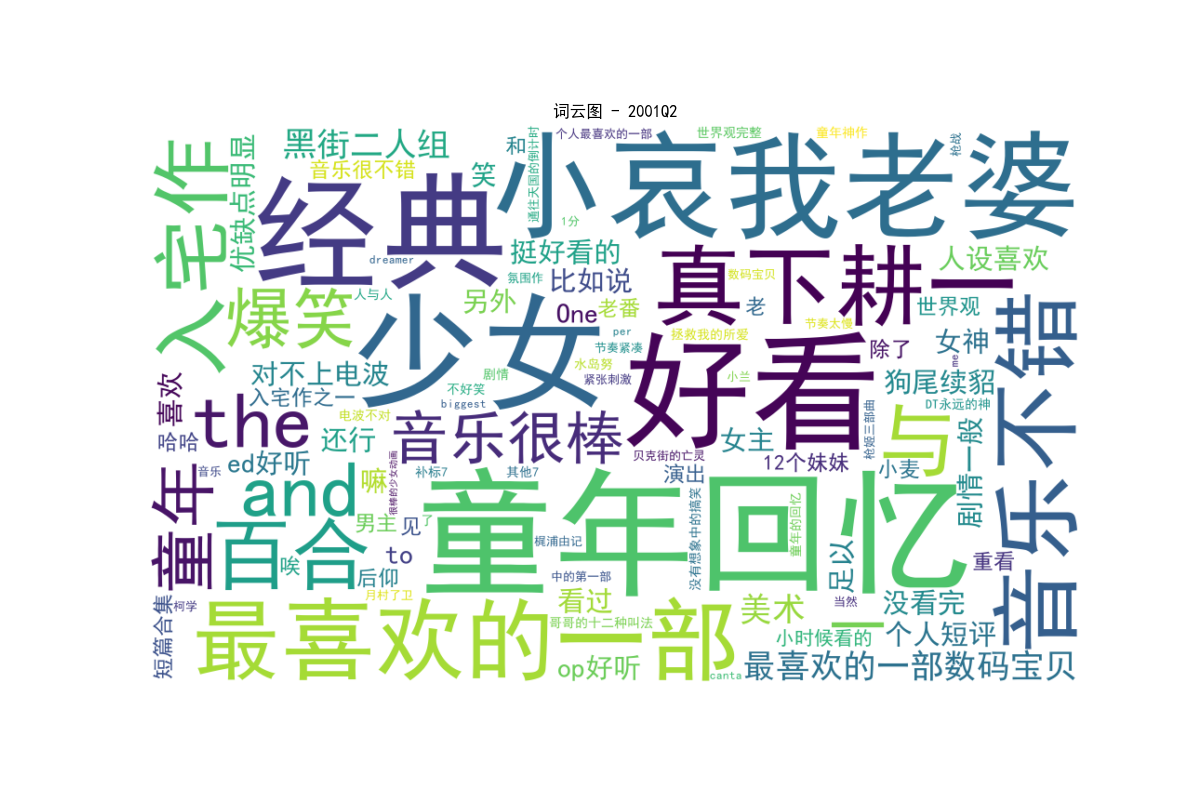 词云图 - 2001Q2
入宅作
优缺点明显
黑街二人组
音乐很不错
笑
和
个人最喜欢的一部
通往天国的倒计时
世界观完整
童年神作
枪战
小哀我老婆
经典
dreamer
1分
挺好看的
氛围作
比如说
真下耕一
数码宝贝
人设喜欢
爆笑
人与人
另外
One
老番
老
世界观
少女
per
节奏紧凑
拯救我的所爱
节奏太慢
除了
女神
me
音乐不错
对不上电波
入宅作之一
剧情
不好笑
biggest
水岛努
紧张刺激
好看
小兰
狗尾续貂
DT永远的神
喜欢
哈哈
the
电波不对
音乐很棒
女主
枪姬三部曲
与
剧情一般
ed好听
还行
音乐
很棒的少女动画
补标7
其他7
贝克街的亡灵
演出
12个妹妹
小麦
童年
and
嘛
百合
男主
见
了
唉
to
后仰
童年回忆
梶浦由记
中的第一部
没有想象中的搞笑
童年的回忆
足以
重看
短篇合集
柯学
月村了卫
最喜欢的一部
看过
哥哥的十二种叫法
美术
当然
一
没看完
小时候看的
个人短评
op好听
canta
最喜欢的一部数码宝贝